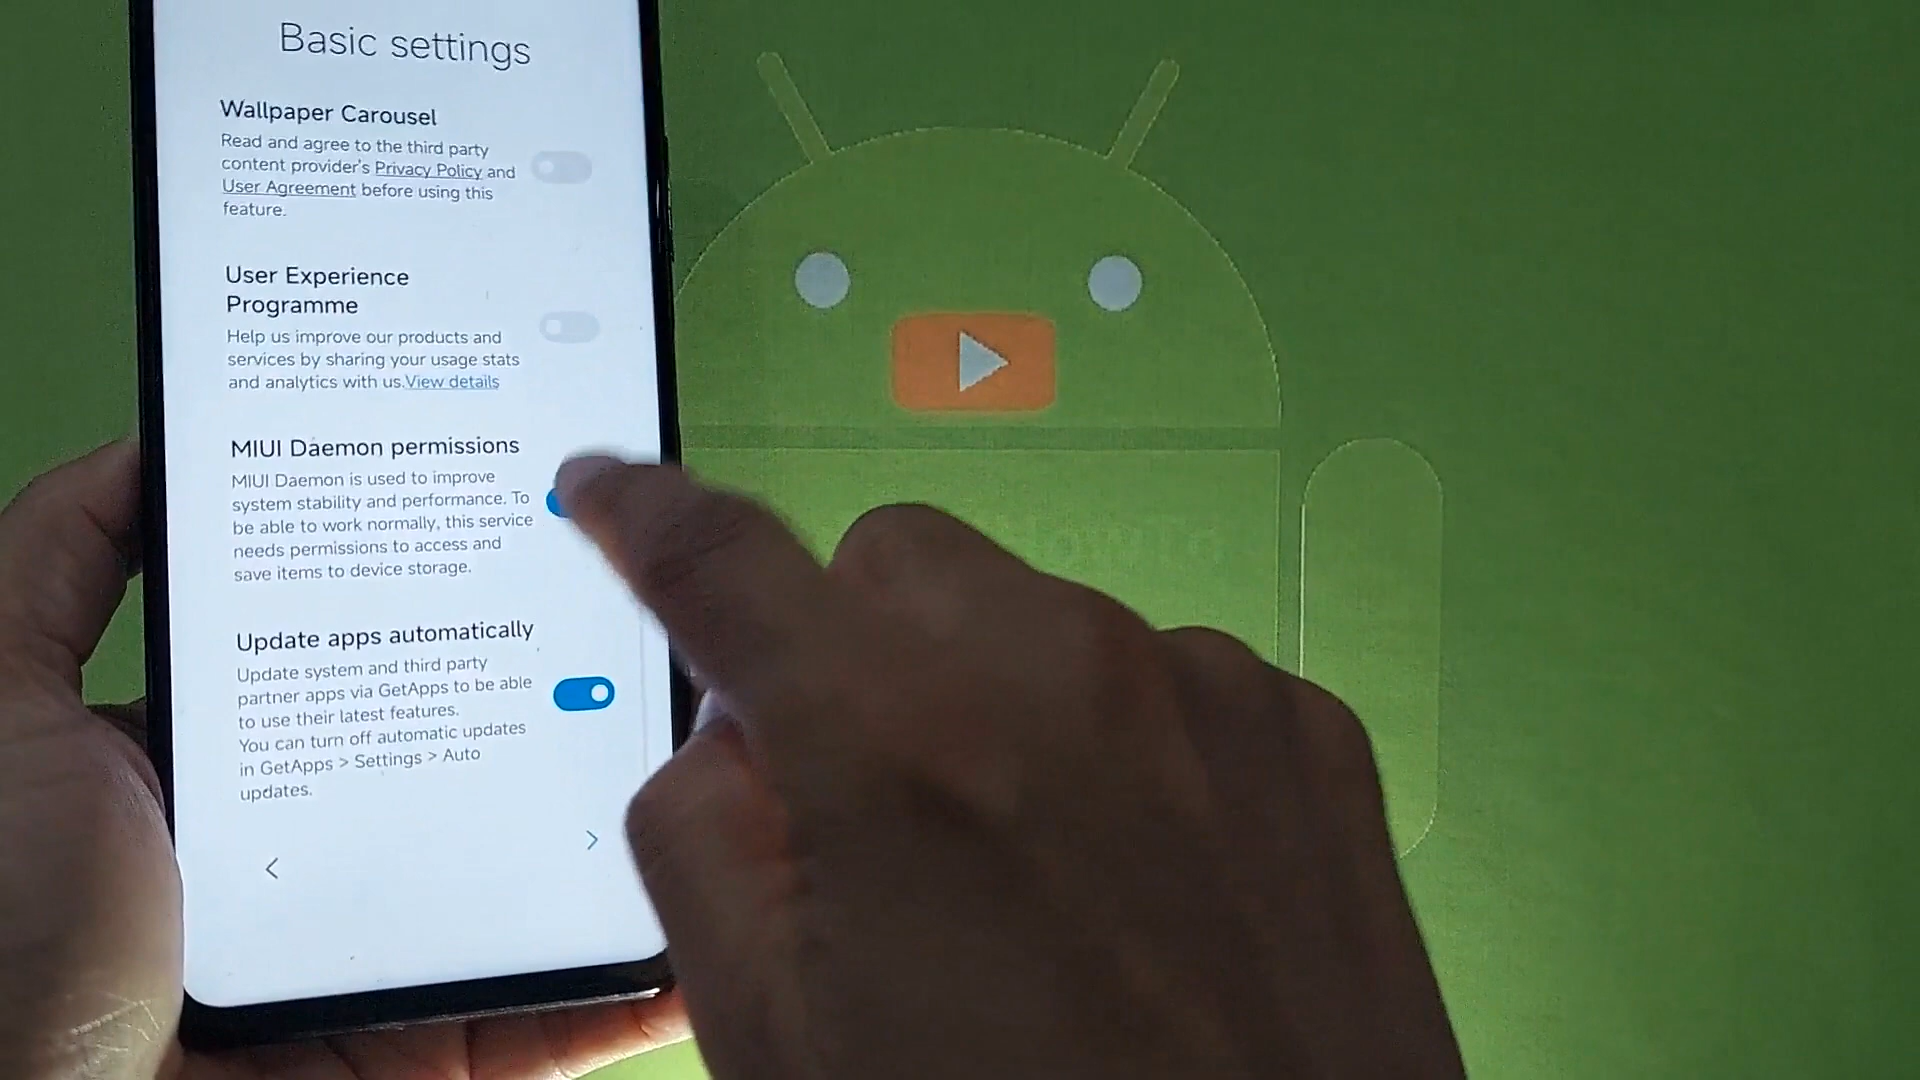 Basic settings
Wallpaper Carousel
Read and agree to the third party
content provider's Privacy Policy and
User Agreement before using this
feature.
User Experience
Programme
Help us improve our products and
services by sharing your usage stats
and analytics with us.View details
MIUI Daemon permissions
MIUI Daemon is used to improve
system stability and performance. To
be able to work normally, this service
needs permissions to access and
save items to device storage.
Update apps automatically
Update system and third party
partner apps via GetApps to be able
to use their latest features.
You can turn off automatic updates
in GetApps > Settings > Auto
updates.